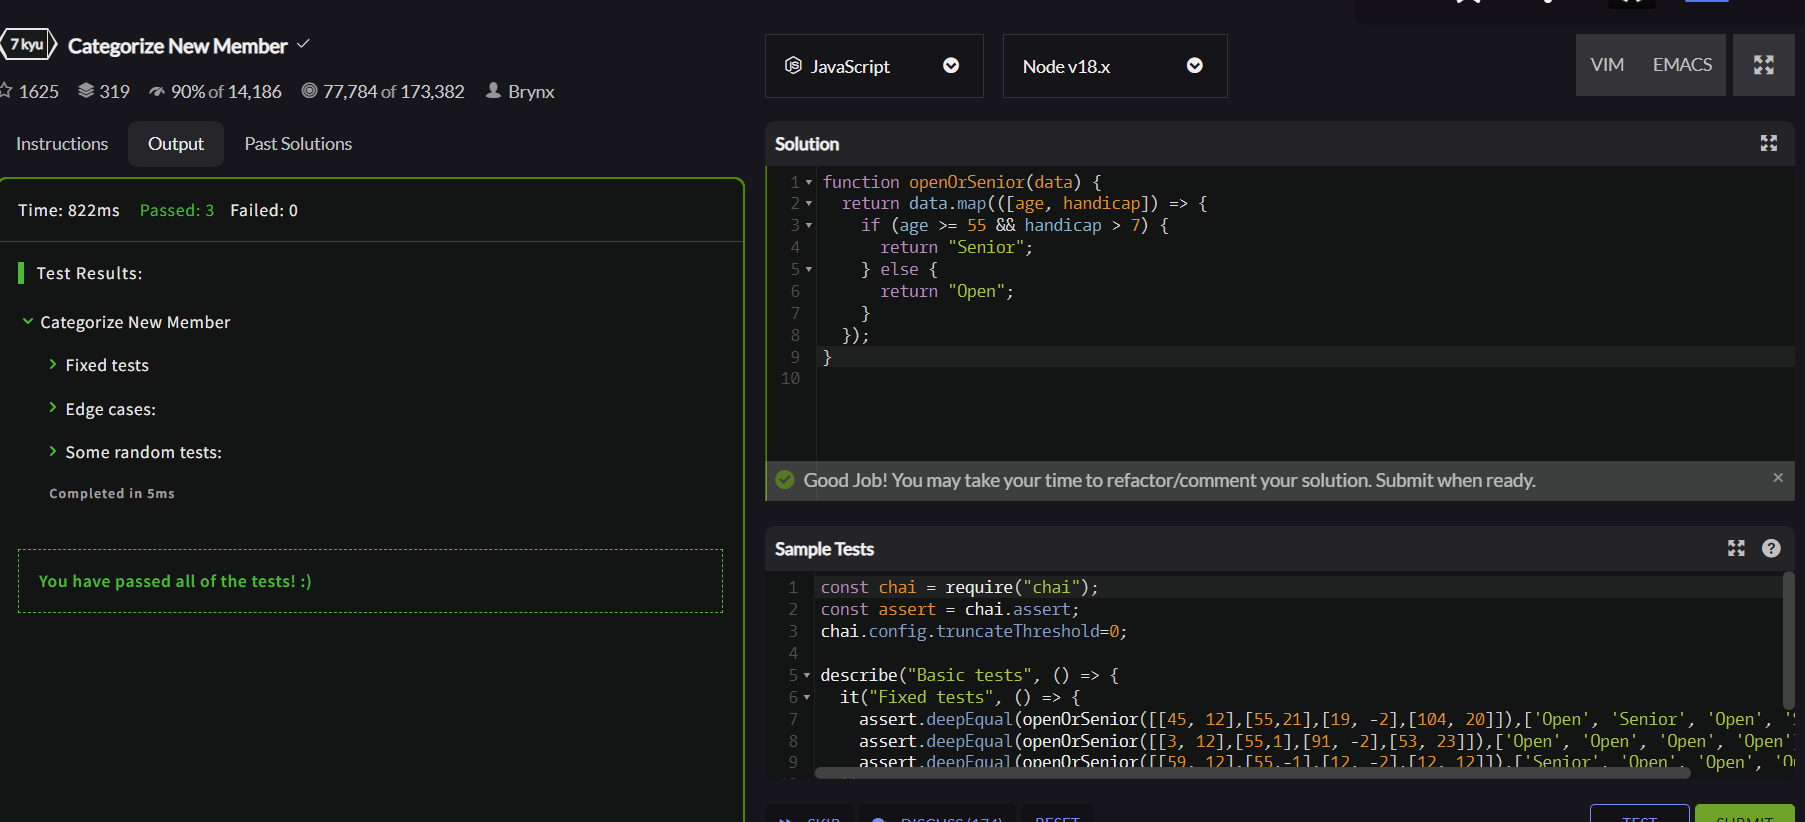 7 kyu Categorize New Member
1625 319 90% of 14,186 77,784 of 173,382 Brynx
Instructions Output Past Solutions
Time: 822ms Passed: 3 Failed: 0
Test Results:
Categorize New Member
Fixed tests
Edge cases:
Some random tests:
Completed in 5ms
You have passed all of the tests! :)
JavaScript Node v18.x VIM EMACS
Solution
1 function openOrSenior(data) {
2 return data.map(([age, handicap]) => {
3 if (age >= 55 && handicap > 7) {
4 return "Senior";
5 } else {
6 return "Open";
7 }
8 });
9 }
10
Good Job! You may take your time to refactor/comment your solution. Submit when ready.
Sample Tests
1 const chai = require("chai");
2 const assert = chai.assert;
3 chai.config.truncateThreshold=0;
4
5 describe("Basic tests", () => {
6 it("Fixed tests", () => {
7 assert.deepEqual(openOrSenior([[45, 12],[55,21],[19, -2],[104, 20]]),['Open', 'Senior', 'Open', '
8 assert.deepEqual(openOrSenior([[3, 12],[55,1],[91, -2],[53, 23]]),['Open', 'Open', 'Open', 'Open'
9 assert.deepEqual(openOrSenior([[59, 12],[55,-1],[12, -2],[12, 12]]),['Senior', 'Open', 'Open',
SKIP DISCUSS (174) RESET TEST SUBMIT